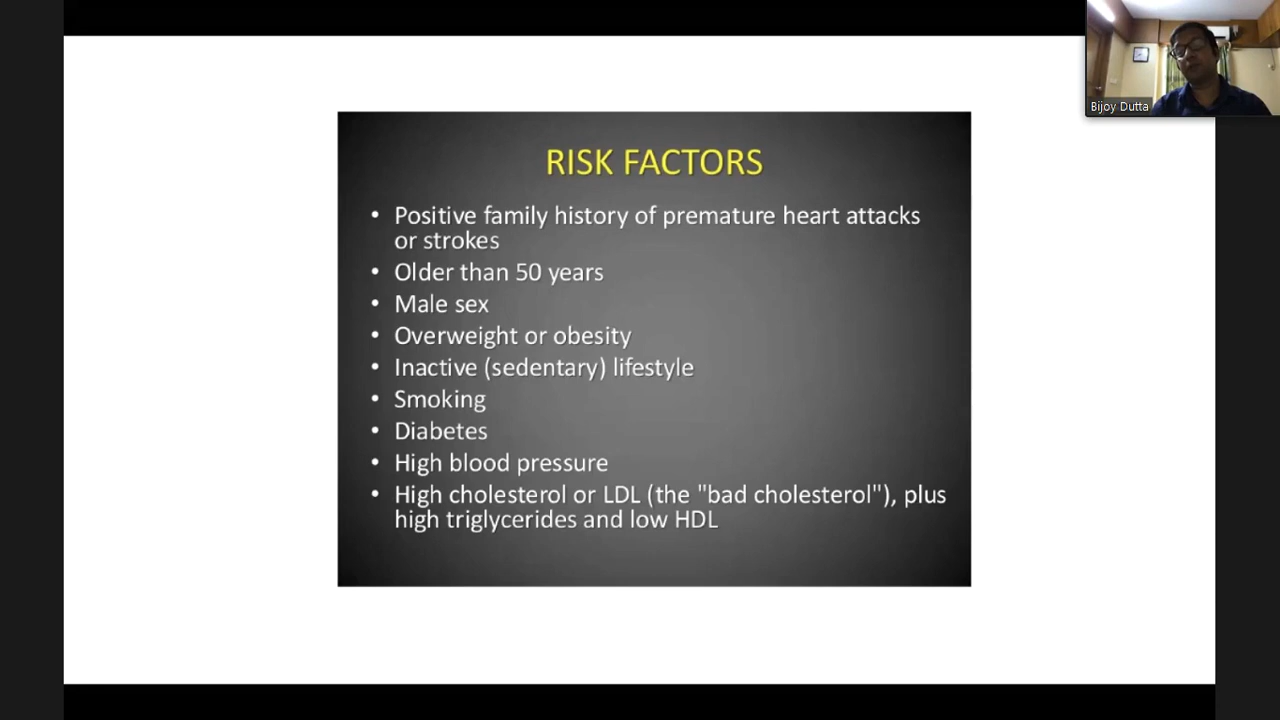 Bijoy Dutta
RISK FACTORS
• Positive family history of premature heart attacks
or strokes
• Older than 50 years
• Male sex
• Overweight or obesity
• Inactive (sedentary) lifestyle
• Smoking
• Diabetes
• High blood pressure
• High cholesterol or LDL (the "bad cholesterol"), plus
high triglycerides and low HDL